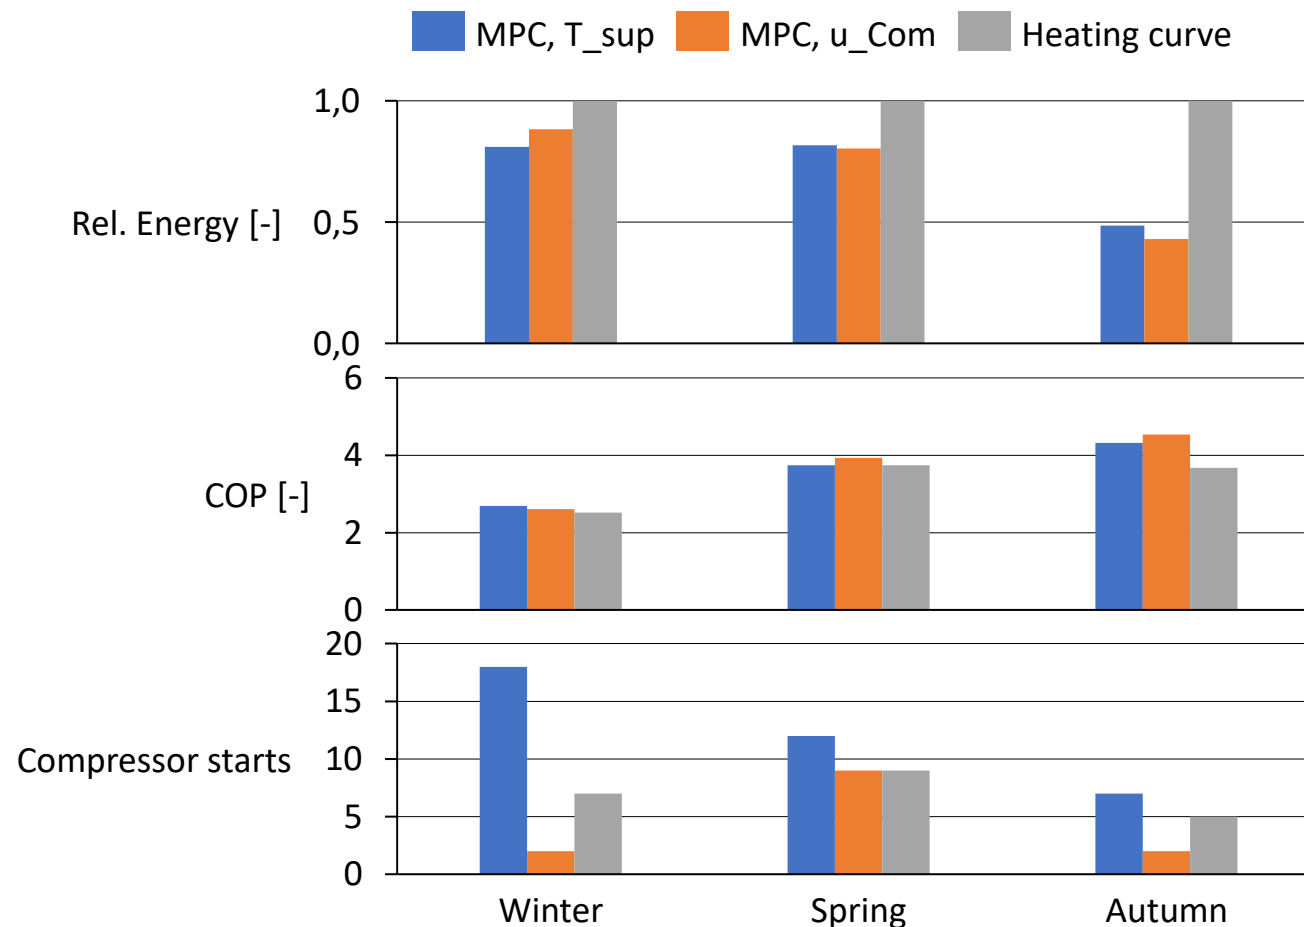 MPC, T_sup MPC, u_Com Heating curve
1,0
Rel. Energy [-] 0,5
0,0
6
4
COP [-]
2
0
20
15
Compressor starts 10
5
0
Winter Spring Autumn